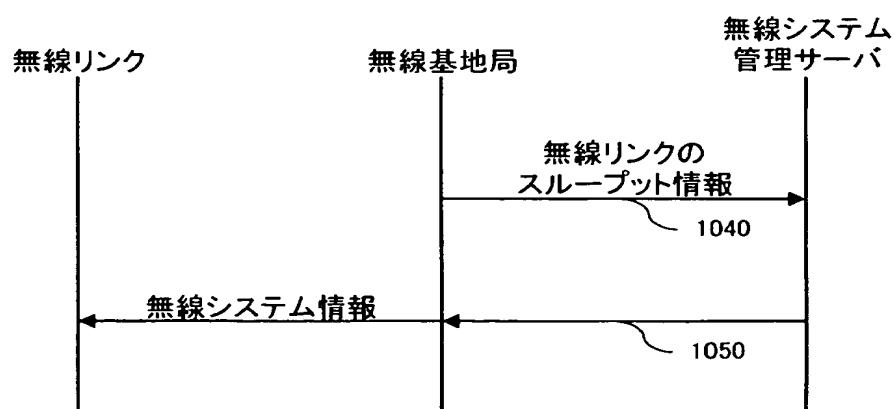 無線リンク
無線基地局
無線システム
管理サーバ
無線リンクの
スループット情報
1040
無線システム情報
1050